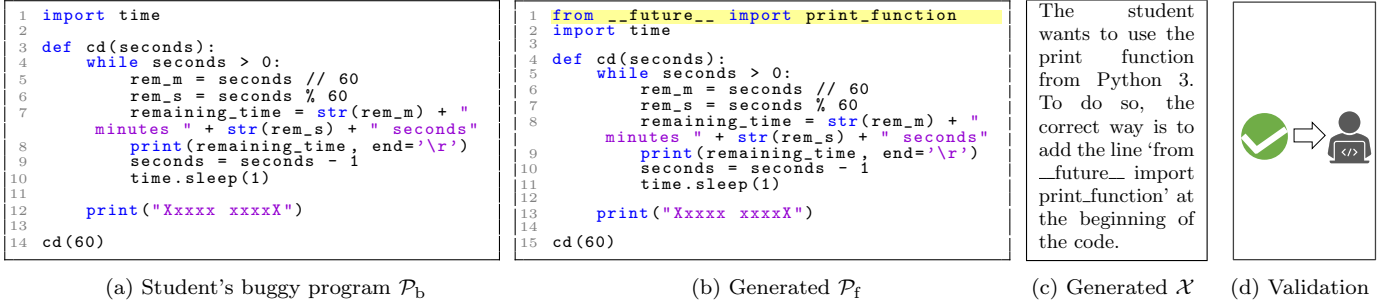 1 import time
2
3 def cd(seconds):
4     while seconds > 0:
5         rem_m = seconds // 60
6         rem_s = seconds % 60
7         remaining_time = str(rem_m) + "
     minutes " + str(rem_s) + " seconds"
8         print(remaining_time, end='\r')
9         seconds = seconds - 1
10         time.sleep(1)
11
12     print("Xxxxx xxxxX")
13
14 cd(60)
(a) Student's buggy program 𝒫b
1 from __future__ import print_function
2 import time
3
4 def cd(seconds):
5     while seconds > 0:
6         rem_m = seconds // 60
7         rem_s = seconds % 60
8         remaining_time = str(rem_m) + "
     minutes " + str(rem_s) + " seconds"
9         print(remaining_time, end='\r')
10         seconds = seconds - 1
11         time.sleep(1)
12
13     print("Xxxxx xxxxX")
14
15 cd(60)
(b) Generated 𝒫f
The student
wants to use the
print function
from Python 3.
To do so, the
correct way is to
add the line ‘from
__future__ import
print_function’ at
the beginning of
the code.
(c) Generated 𝒳
</>
(d) Validation